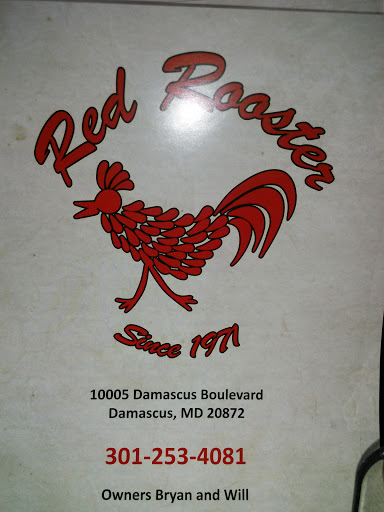 Red Rooster
Since 1971
10005 Damascus Boulevard
Damascus, MD 20872
301-253-4081
Owners Bryan and Will